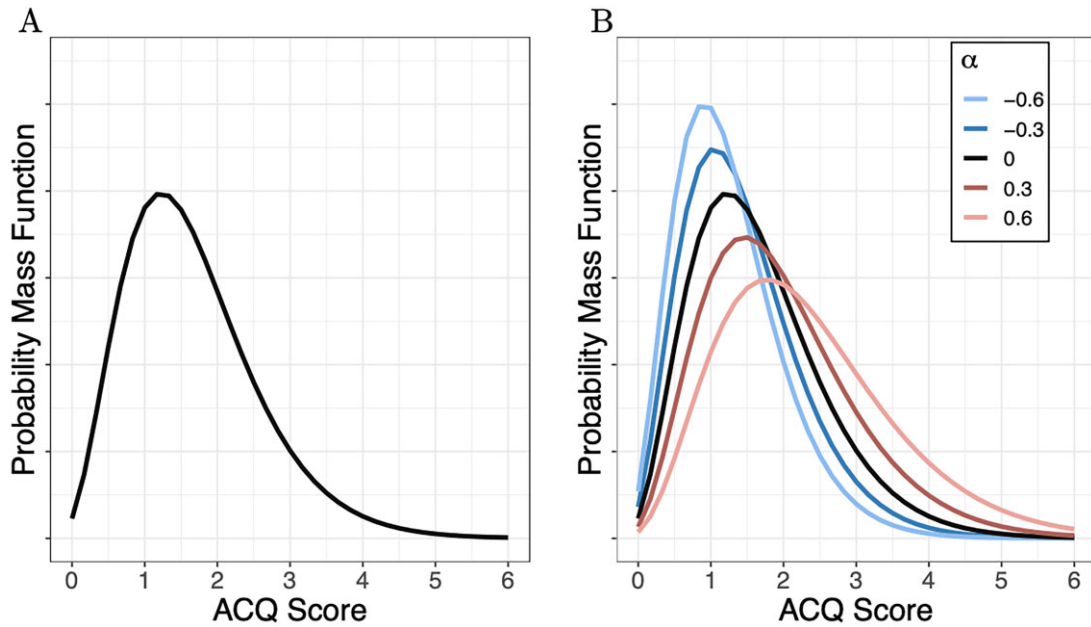 A
Probability Mass Function
0 1 2 3 4 5 6
ACQ Score
B
Probability Mass Function
α
−0.6
−0.3
0
0.3
0.6
0 1 2 3 4 5 6
ACQ Score